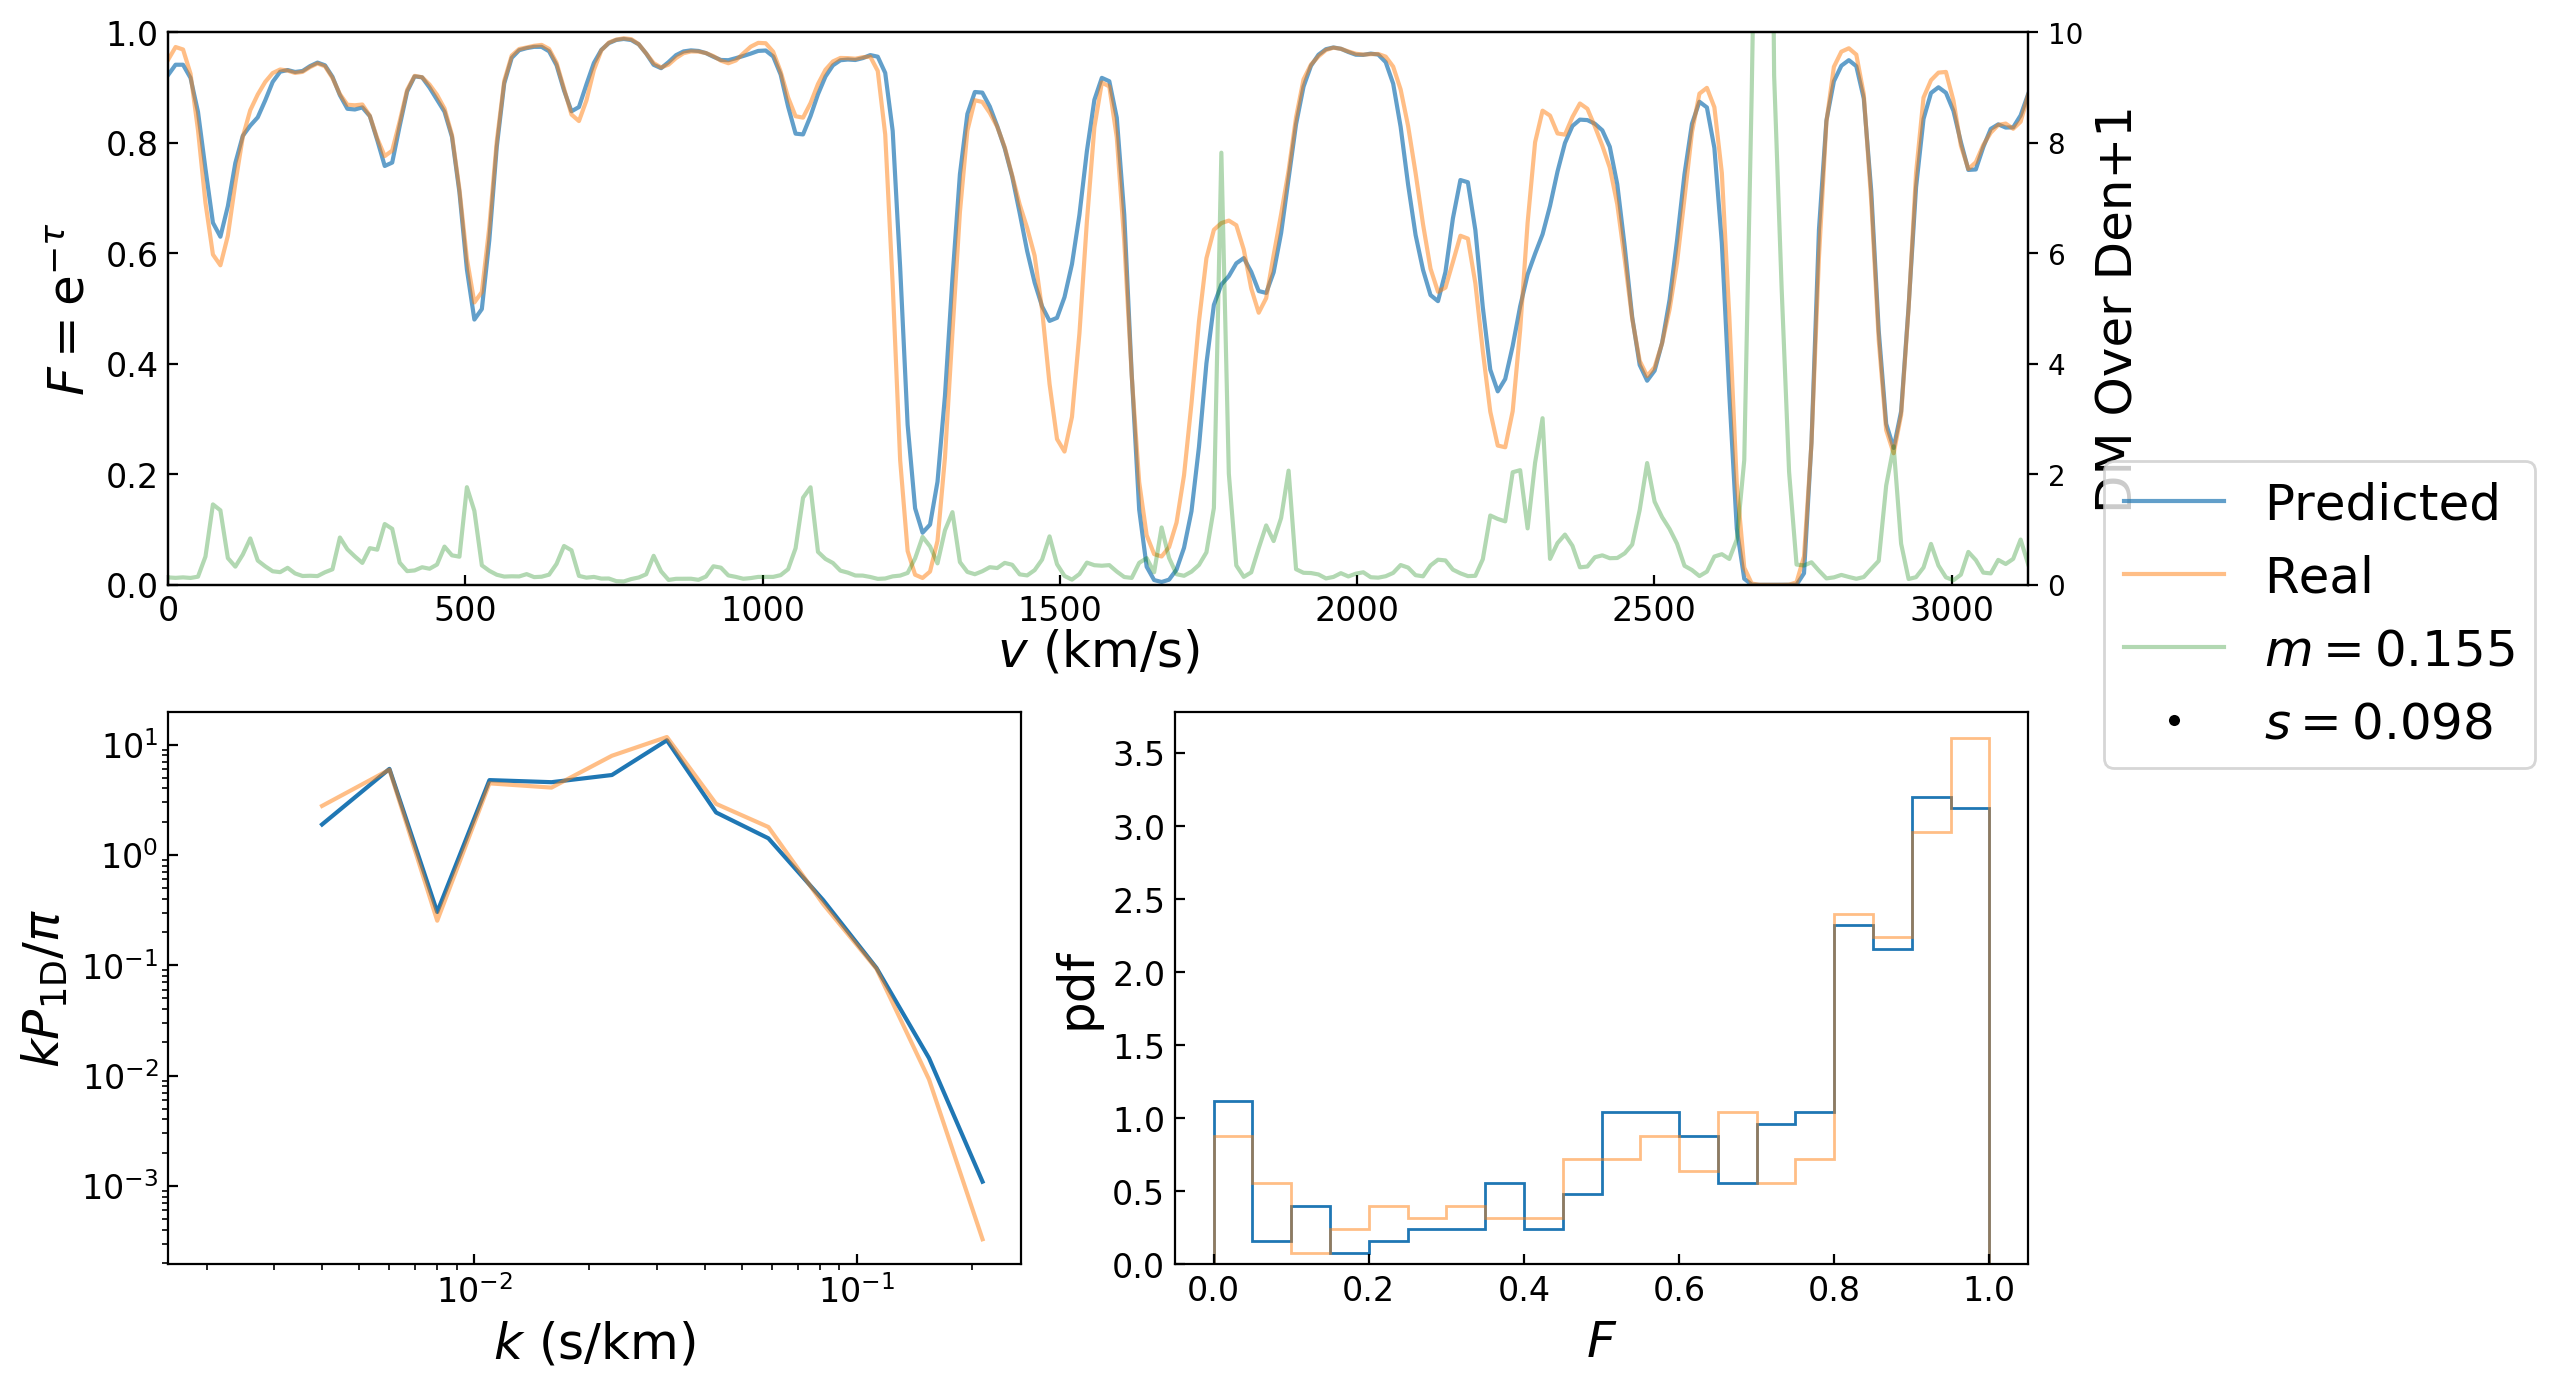 1.0
0.8
0.6
0.4
0.2
0.0
F = e^{-τ}
10
8
6
4
2
0
DM Over Den+1
0 500 1000 1500 2000 2500 3000
v (km/s)
Predicted
Real
m = 0.155
s = 0.098
10^1
10^0
10^{-1}
10^{-2}
10^{-3}
kP_{1D}/π
10^{-2} 10^{-1}
k (s/km)
3.5
3.0
2.5
2.0
1.5
1.0
0.5
0.0
pdf
0.0 0.2 0.4 0.6 0.8 1.0
F